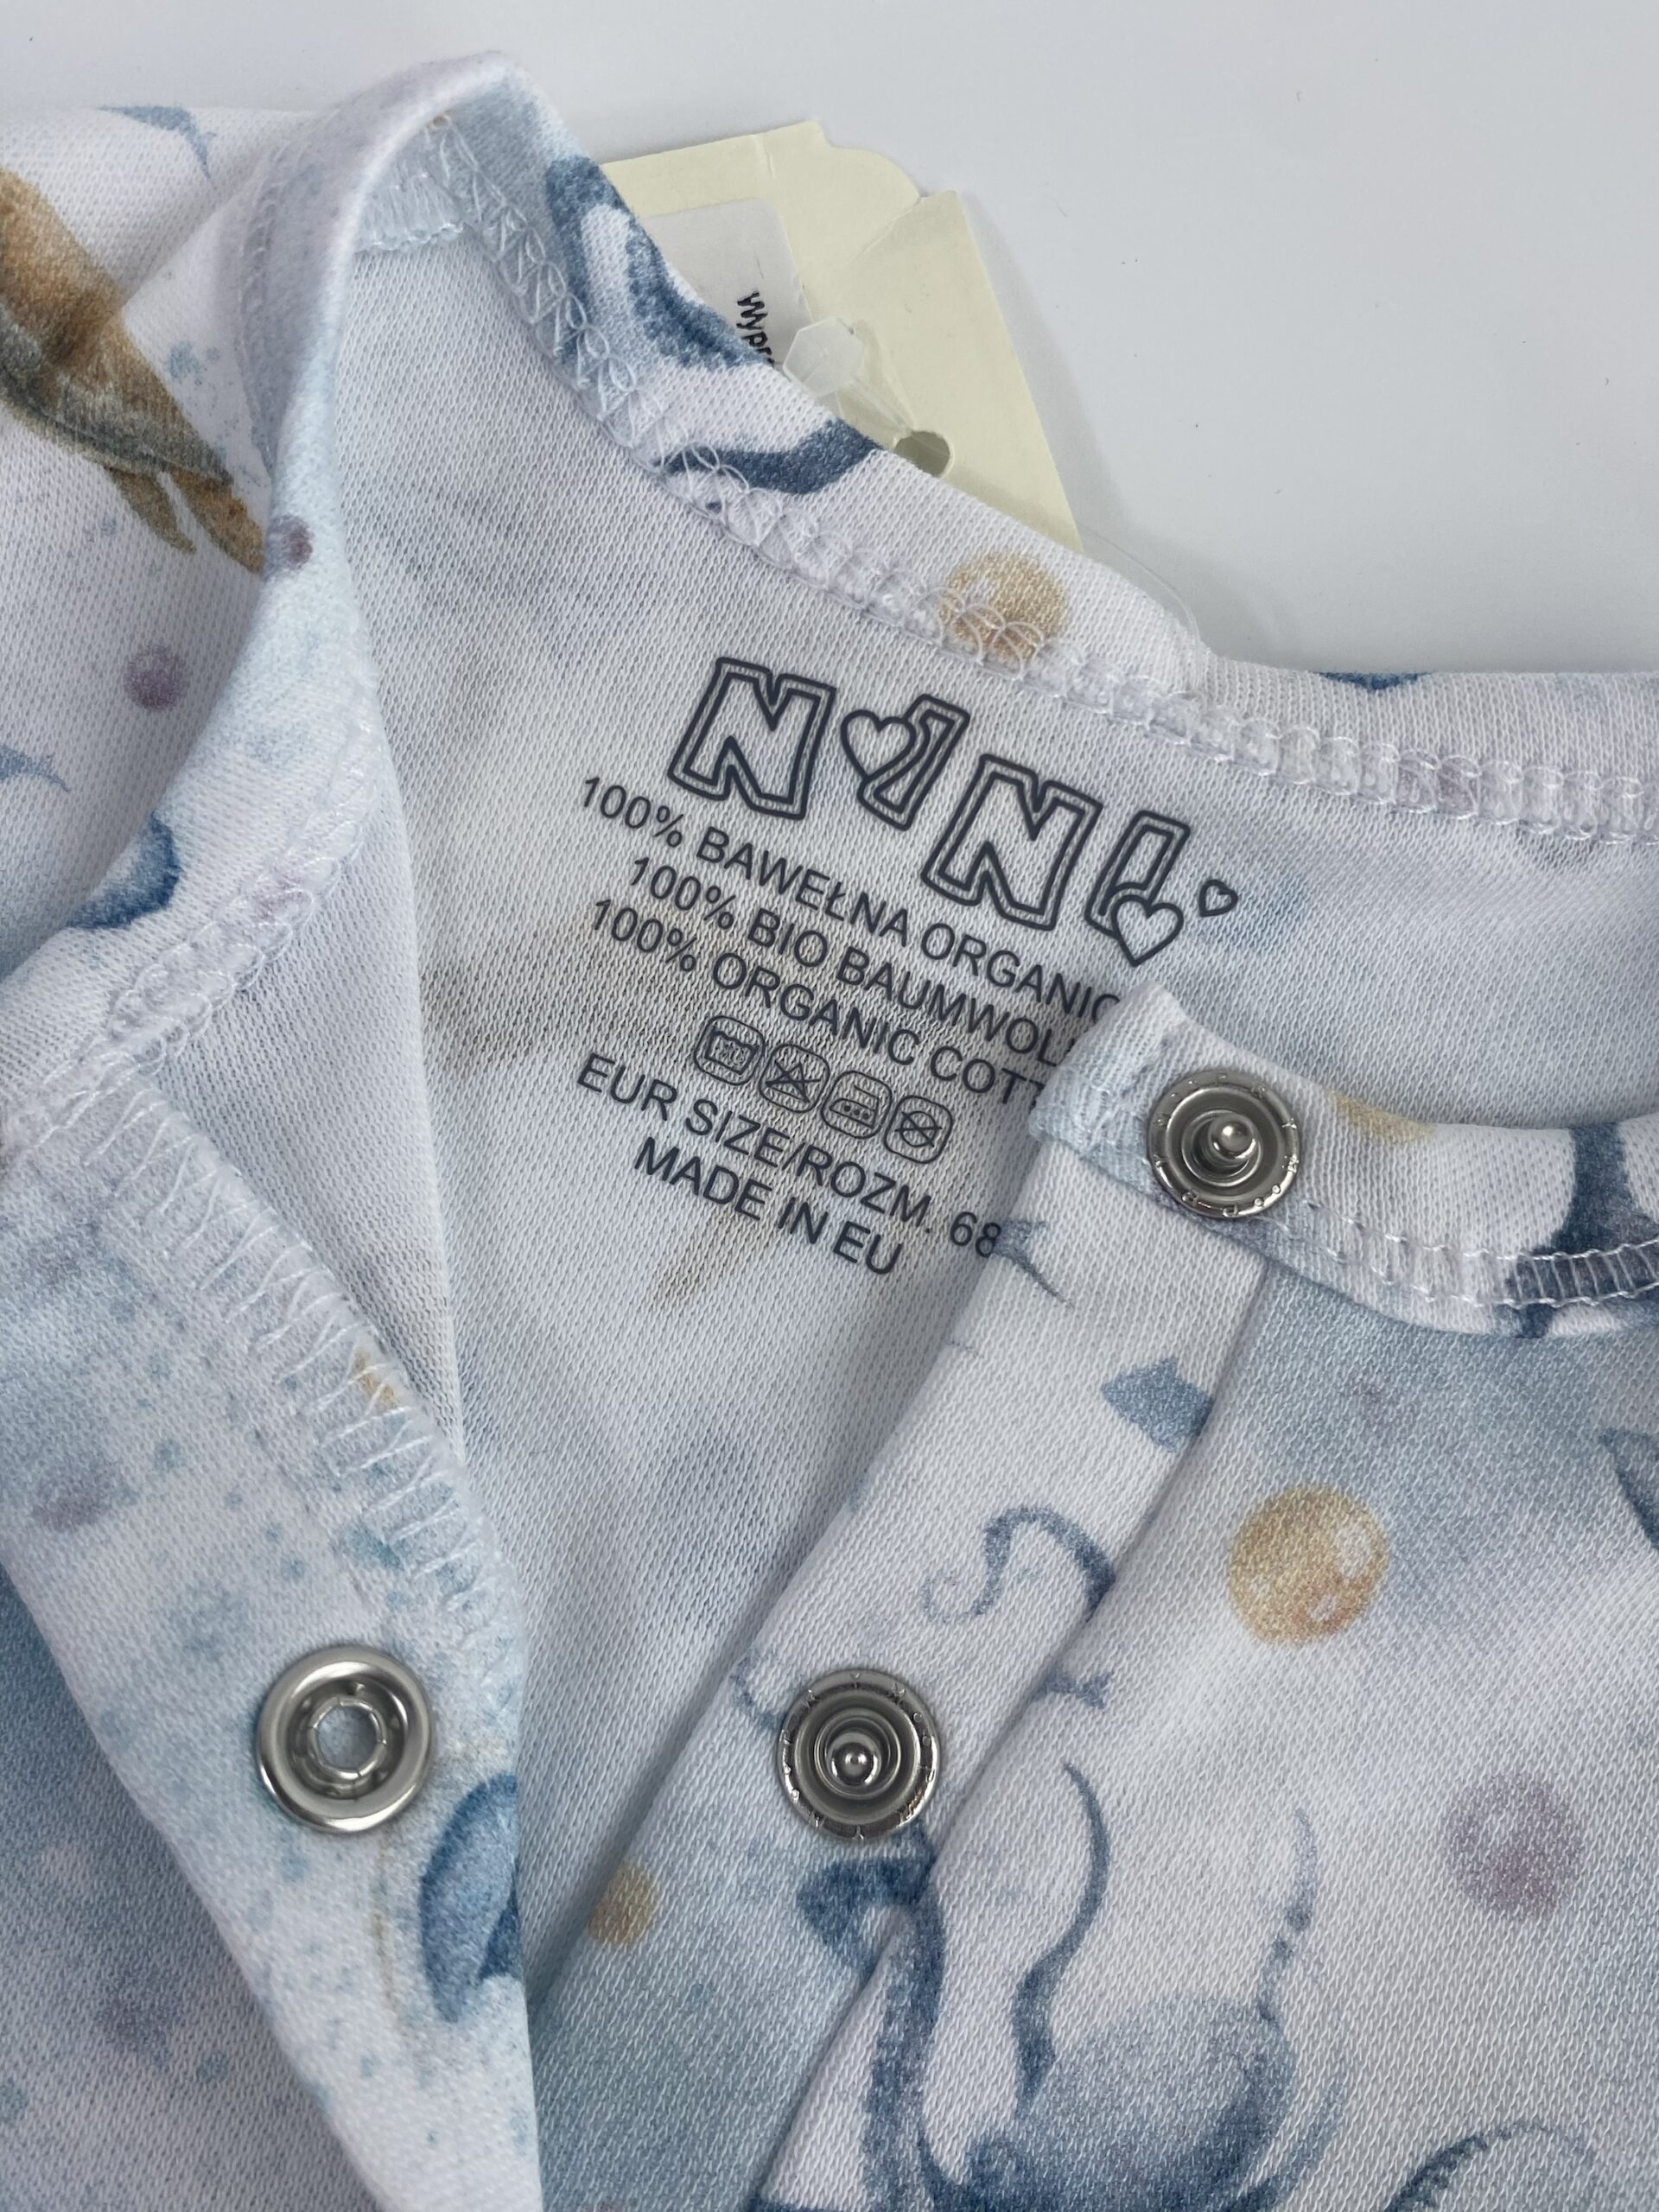 NINI
100% BAWEŁNA ORGANIC
100% BIO BAUMWOL
100% ORGANIC COTT
EUR SIZE/ROZM. 68
MADE IN EU